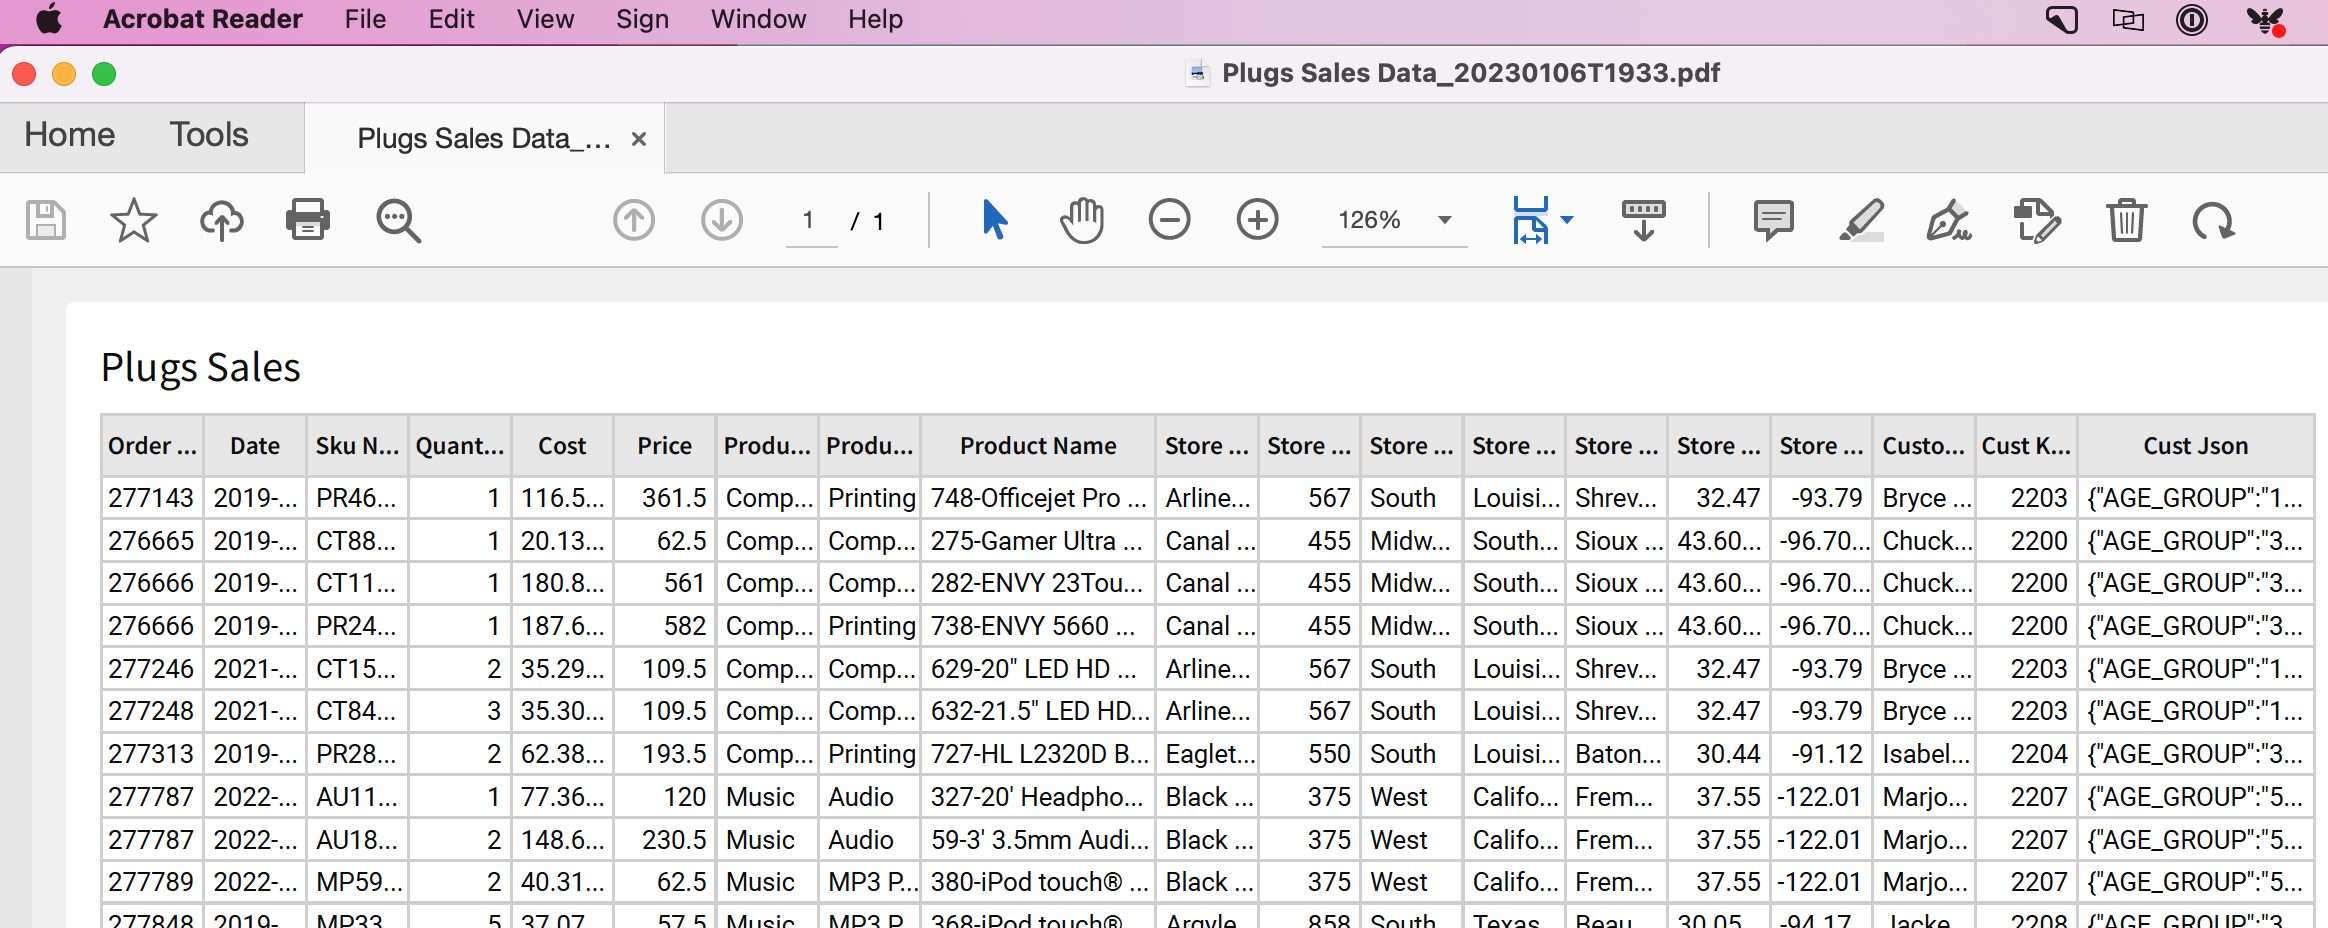 Acrobat Reader File Edit View Sign Window Help
Plugs Sales Data_20230106T1933.pdf
Home Tools Plugs Sales Data_... ×
1 / 1 126%
Plugs Sales
Order ... Date Sku N... Quant... Cost Price Produ... Produ... Product Name Store ... Store ... Store ... Store ... Store ... Store ... Store ... Custo... Cust K... Cust Json
277143 2019-... PR46... 1 116.5... 361.5 Comp... Printing 748-Officejet Pro ... Arline... 567 South Louisi... Shrev... 32.47 -93.79 Bryce ... 2203 {"AGE_GROUP":"1...
276665 2019-... CT88... 1 20.13... 62.5 Comp... Comp... 275-Gamer Ultra ... Canal ... 455 Midw... South... Sioux ... 43.60... -96.70... Chuck... 2200 {"AGE_GROUP":"3...
276666 2019-... CT11... 1 180.8... 561 Comp... Comp... 282-ENVY 23Tou... Canal ... 455 Midw... South... Sioux ... 43.60... -96.70... Chuck... 2200 {"AGE_GROUP":"3...
276666 2019-... PR24... 1 187.6... 582 Comp... Printing 738-ENVY 5660 ... Canal ... 455 Midw... South... Sioux ... 43.60... -96.70... Chuck... 2200 {"AGE_GROUP":"3...
277246 2021-... CT15... 2 35.29... 109.5 Comp... Comp... 629-20" LED HD ... Arline... 567 South Louisi... Shrev... 32.47 -93.79 Bryce ... 2203 {"AGE_GROUP":"1...
277248 2021-... CT84... 3 35.30... 109.5 Comp... Comp... 632-21.5" LED HD... Arline... 567 South Louisi... Shrev... 32.47 -93.79 Bryce ... 2203 {"AGE_GROUP":"1...
277313 2019-... PR28... 2 62.38... 193.5 Comp... Printing 727-HL L2320D B... Eaglet... 550 South Louisi... Baton... 30.44 -91.12 Isabel... 2204 {"AGE_GROUP":"3...
277787 2022-... AU11... 1 77.36... 120 Music Audio 327-20' Headpho... Black ... 375 West Califo... Frem... 37.55 -122.01 Marjo... 2207 {"AGE_GROUP":"5...
277787 2022-... AU18... 2 148.6... 230.5 Music Audio 59-3' 3.5mm Audi... Black ... 375 West Califo... Frem... 37.55 -122.01 Marjo... 2207 {"AGE_GROUP":"5...
277789 2022-... MP59... 2 40.31... 62.5 Music MP3 P... 380-iPod touch® ... Black ... 375 West Califo... Frem... 37.55 -122.01 Marjo... 2207 {"AGE_GROUP":"5...
277848 2019-... MP33... 5 37.07... 57.5 Music MP3 P... 368-iPod touch® ... Argyle... 858 South Texas Beau... 30.05... -94.17... Jacke... 2208 {"AGE_GROUP":"3...